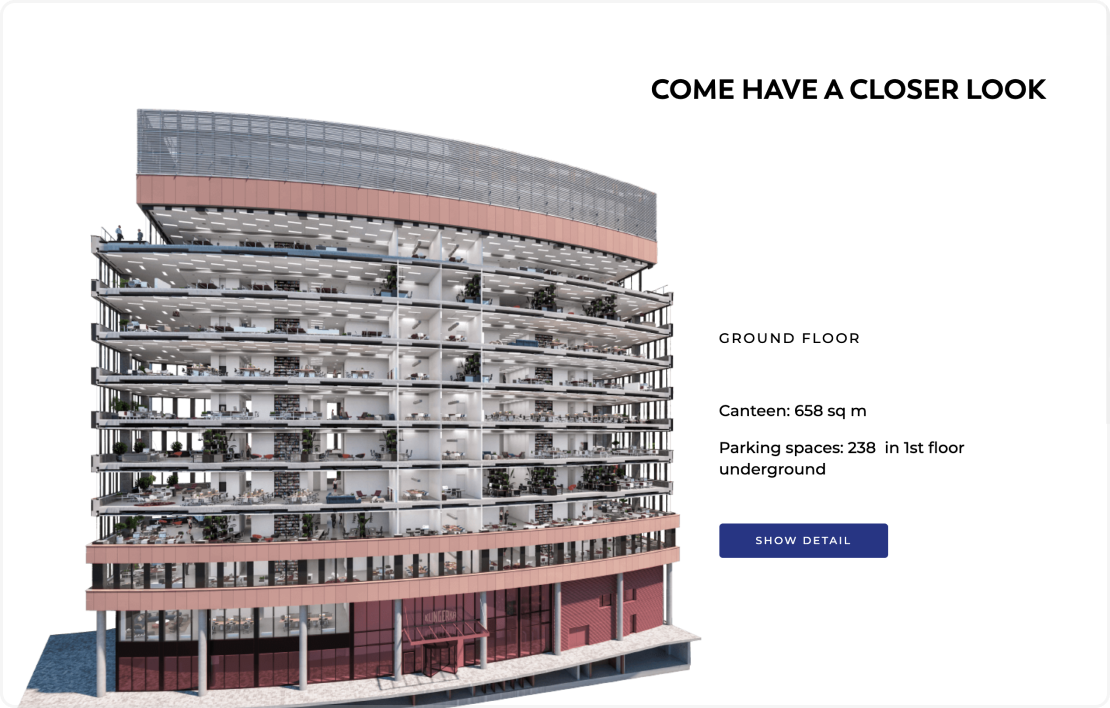 COME HAVE A CLOSER LOOK
GROUND FLOOR
Canteen: 658 sq m
Parking spaces: 238  in 1st floor
underground
SHOW DETAIL